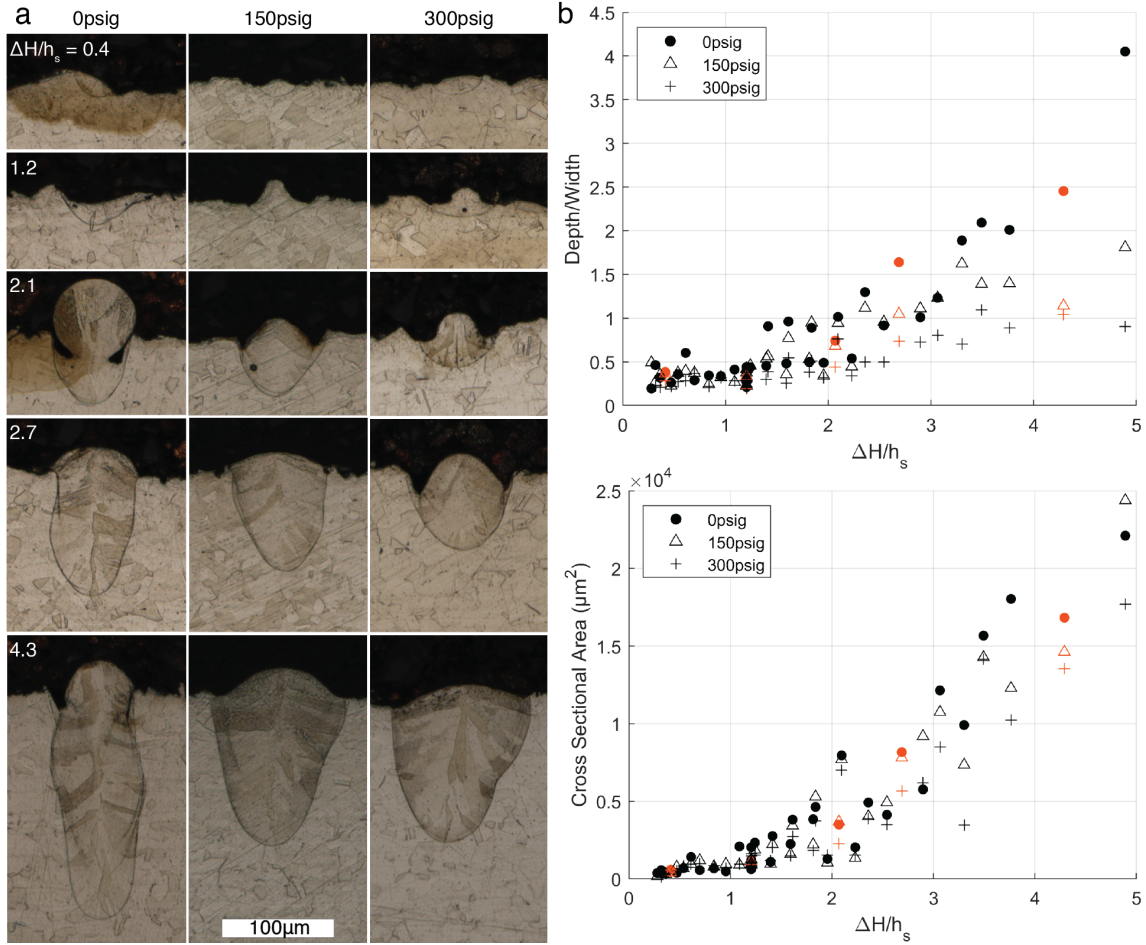 a
0psig 150psig 300psig
ΔH/hs = 0.4
1.2
2.1
2.7
4.3
100µm
b
4.5
4
3.5
3
2.5
2
1.5
1
0.5
0
0 1 2 3 4 5
Depth/Width
ΔH/hs
0psig
150psig
300psig
×10⁴
2.5
2
1.5
1
0.5
0
0 1 2 3 4 5
Cross Sectional Area (µm²)
ΔH/hs
0psig
150psig
300psig